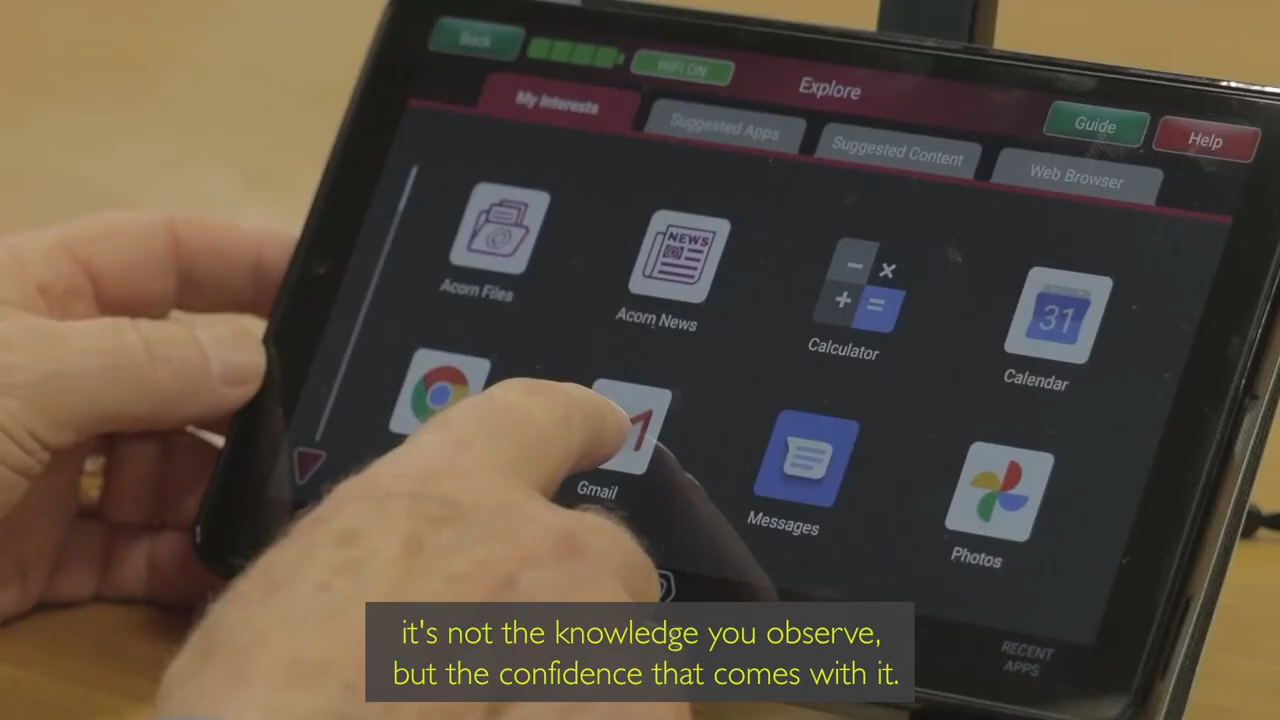 Back
WiFi ON
Explore
Guide
Help
My Interests
Suggested Apps
Suggested Content
Web Browser
Acorn Files
NEWS
Acorn News
Calculator
31
Calendar
Gmail
Messages
Photos
RECENT
APPS
it's not the knowledge you observe,
but the confidence that comes with it.